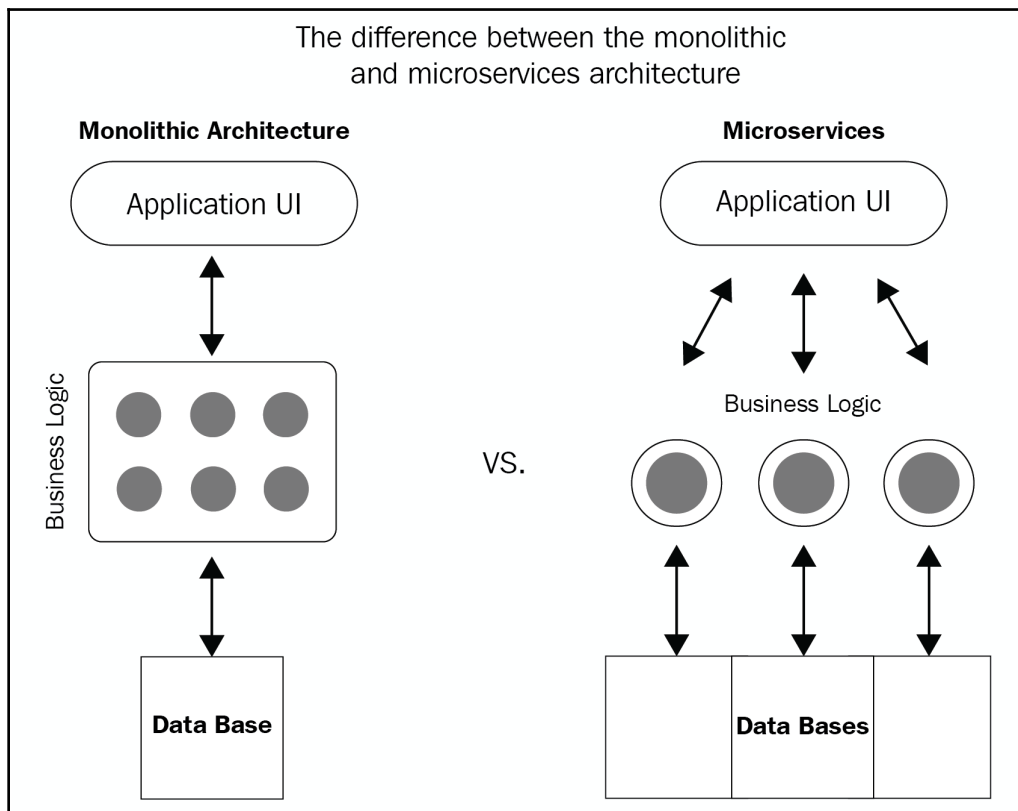 The difference between the monolithic
and microservices architecture
Monolithic Architecture
Application UI
Business Logic
Data Base
VS.
Microservices
Application UI
Business Logic
Data Bases